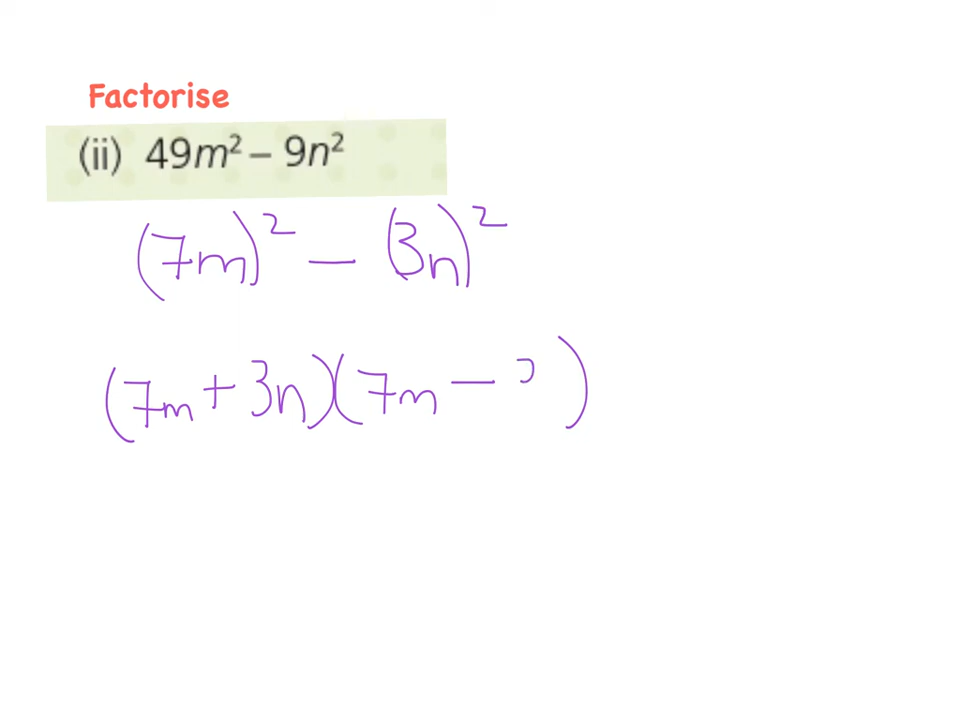 Factorise
(ii) 49m² – 9n²
(7m)² – (3n)²
(7m + 3n)(7m – )